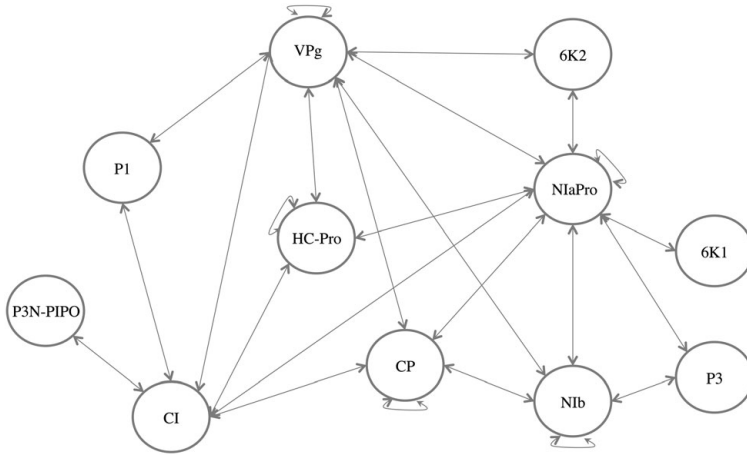 VPg
6K2
P1
NIaPro
HC-Pro
6K1
P3N-PIPO
CP
P3
NIb
CI